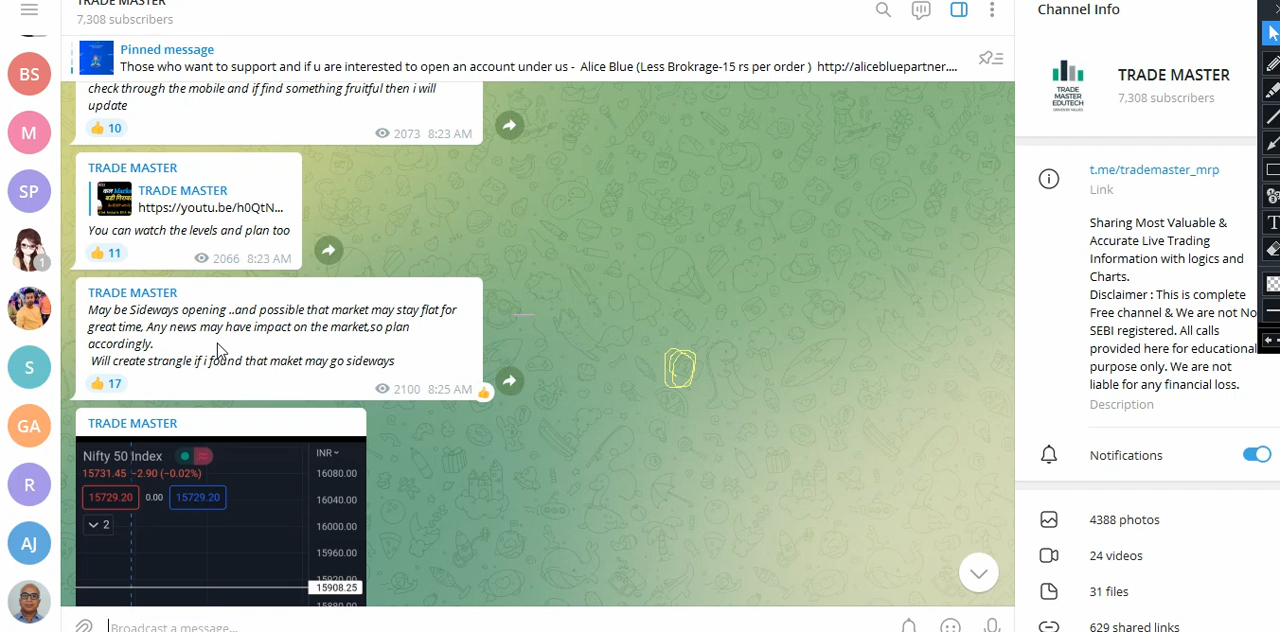 TRADE MASTER
7,308 subscribers
Pinned message
Those who want to support and if u are interested to open an account under us - Alice Blue (Less Brokrage-15 rs per order ) http://alicebluepartner....
check through the mobile and if find something fruitful then i will
update
👍 10
2073 8:23 AM
TRADE MASTER
TRADE MASTER
https://youtu.be/h0QtN...
You can watch the levels and plan too
👍 11
2066 8:23 AM
TRADE MASTER
May be Sideways opening ..and possible that market may stay flat for
great time, Any news may have impact on the market.so plan
accordingly.
Will create strangle if i found that maket may go sideways
👍 17
2100 8:25 AM
TRADE MASTER
Nifty 50 Index
INR
15731.45 −2.90 (−0.02%)
15729.20 0.00 15729.20
2
16080.00
16040.00
16000.00
15960.00
15920.00
15908.25
15880.00
Broadcast a message...
BS
M
SP
1
S
GA
R
AJ
Channel Info
TRADE MASTER EDUTECH
TRADE MASTER
7,308 subscribers
t.me/trademaster_mrp
Link
Sharing Most Valuable &
Accurate Live Trading
Information with logics and
Charts.
Disclaimer : This is complete
Free channel & We are not No
SEBI registered. All calls
provided here for educational
purpose only. We are not
liable for any financial loss.
Description
Notifications
4388 photos
24 videos
31 files
629 shared links
T